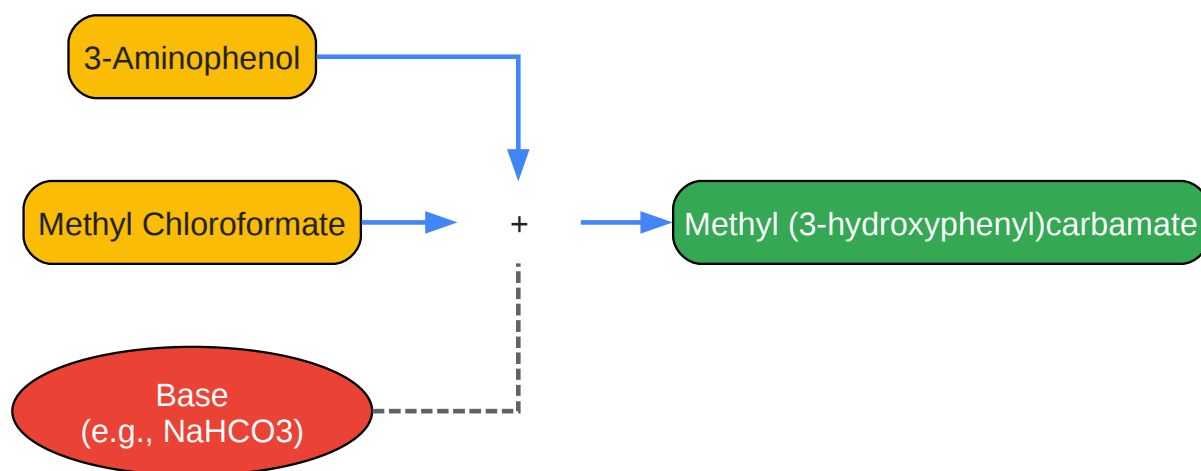 3-Aminophenol
Methyl Chloroformate
+
Methyl (3-hydroxyphenyl)carbamate
Base
(e.g., NaHCO3)